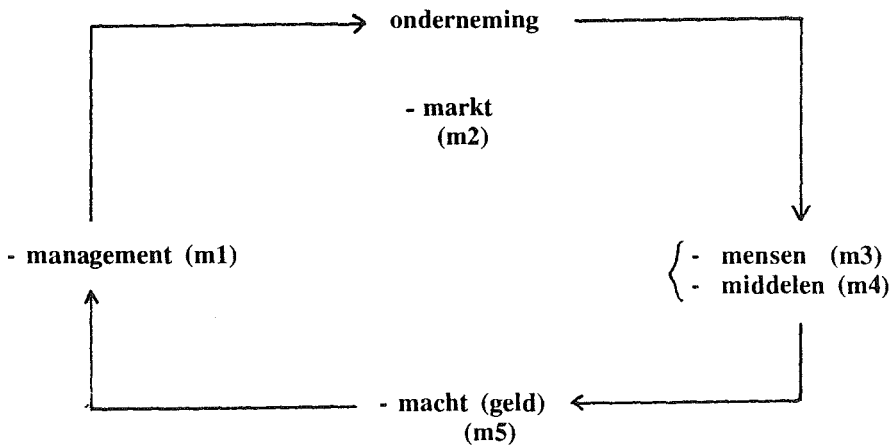 onderneming
- markt
(m2)
- management (m1)
- mensen (m3)
- middelen (m4)
- macht (geld)
(m5)